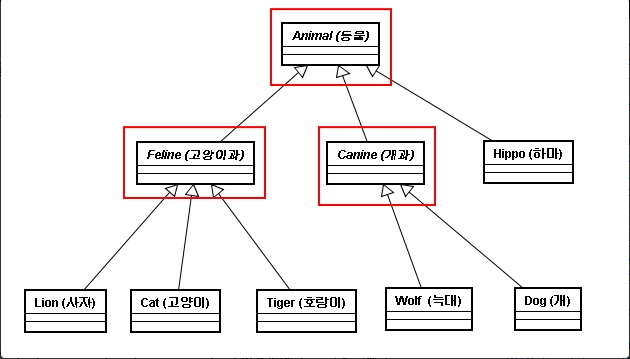 Animal (동물)
Feline (고양이과)
Canine (개과)
Hippo (하마)
Lion (사자)
Cat (고양이)
Tiger (호랑이)
Wolf (늑대)
Dog (개)